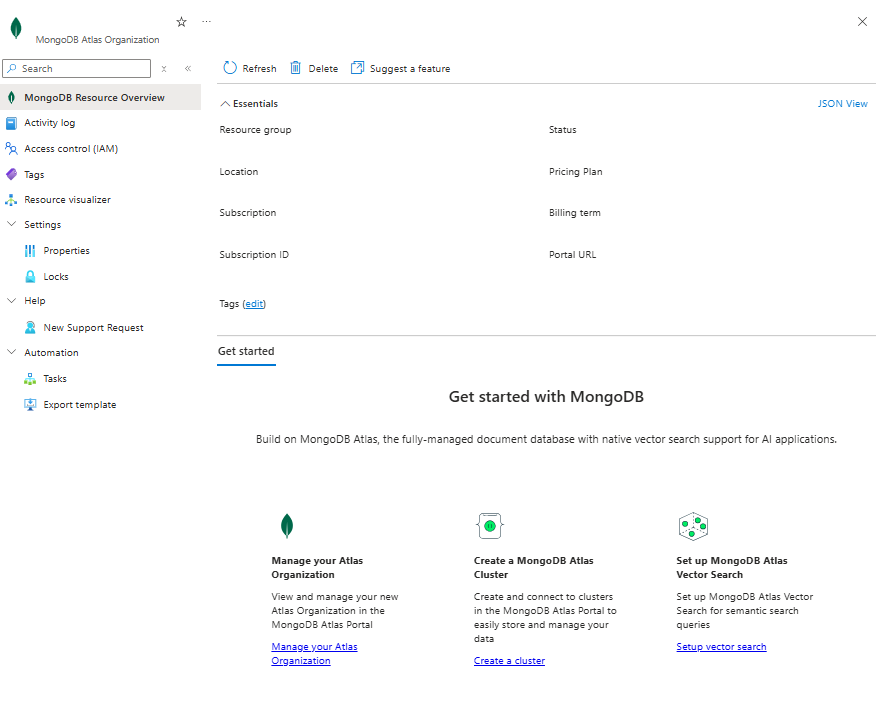 MongoDB Atlas Organization
Search
MongoDB Resource Overview
Activity log
Access control (IAM)
Tags
Resource visualizer
Settings
Properties
Locks
Help
New Support Request
Automation
Tasks
Export template
Refresh Delete Suggest a feature
Essentials JSON View
Resource group Status
Location Pricing Plan
Subscription Billing term
Subscription ID Portal URL
Tags (edit)
Get started
Get started with MongoDB
Build on MongoDB Atlas, the fully-managed document database with native vector search support for AI applications.
Manage your Atlas
Organization
View and manage your new
Atlas Organization in the
MongoDB Atlas Portal
Manage your Atlas
Organization
Create a MongoDB Atlas
Cluster
Create and connect to clusters
in the MongoDB Atlas Portal to
easily store and manage your
data
Create a cluster
Set up MongoDB Atlas
Vector Search
Set up MongoDB Atlas Vector
Search for semantic search
queries
Setup vector search